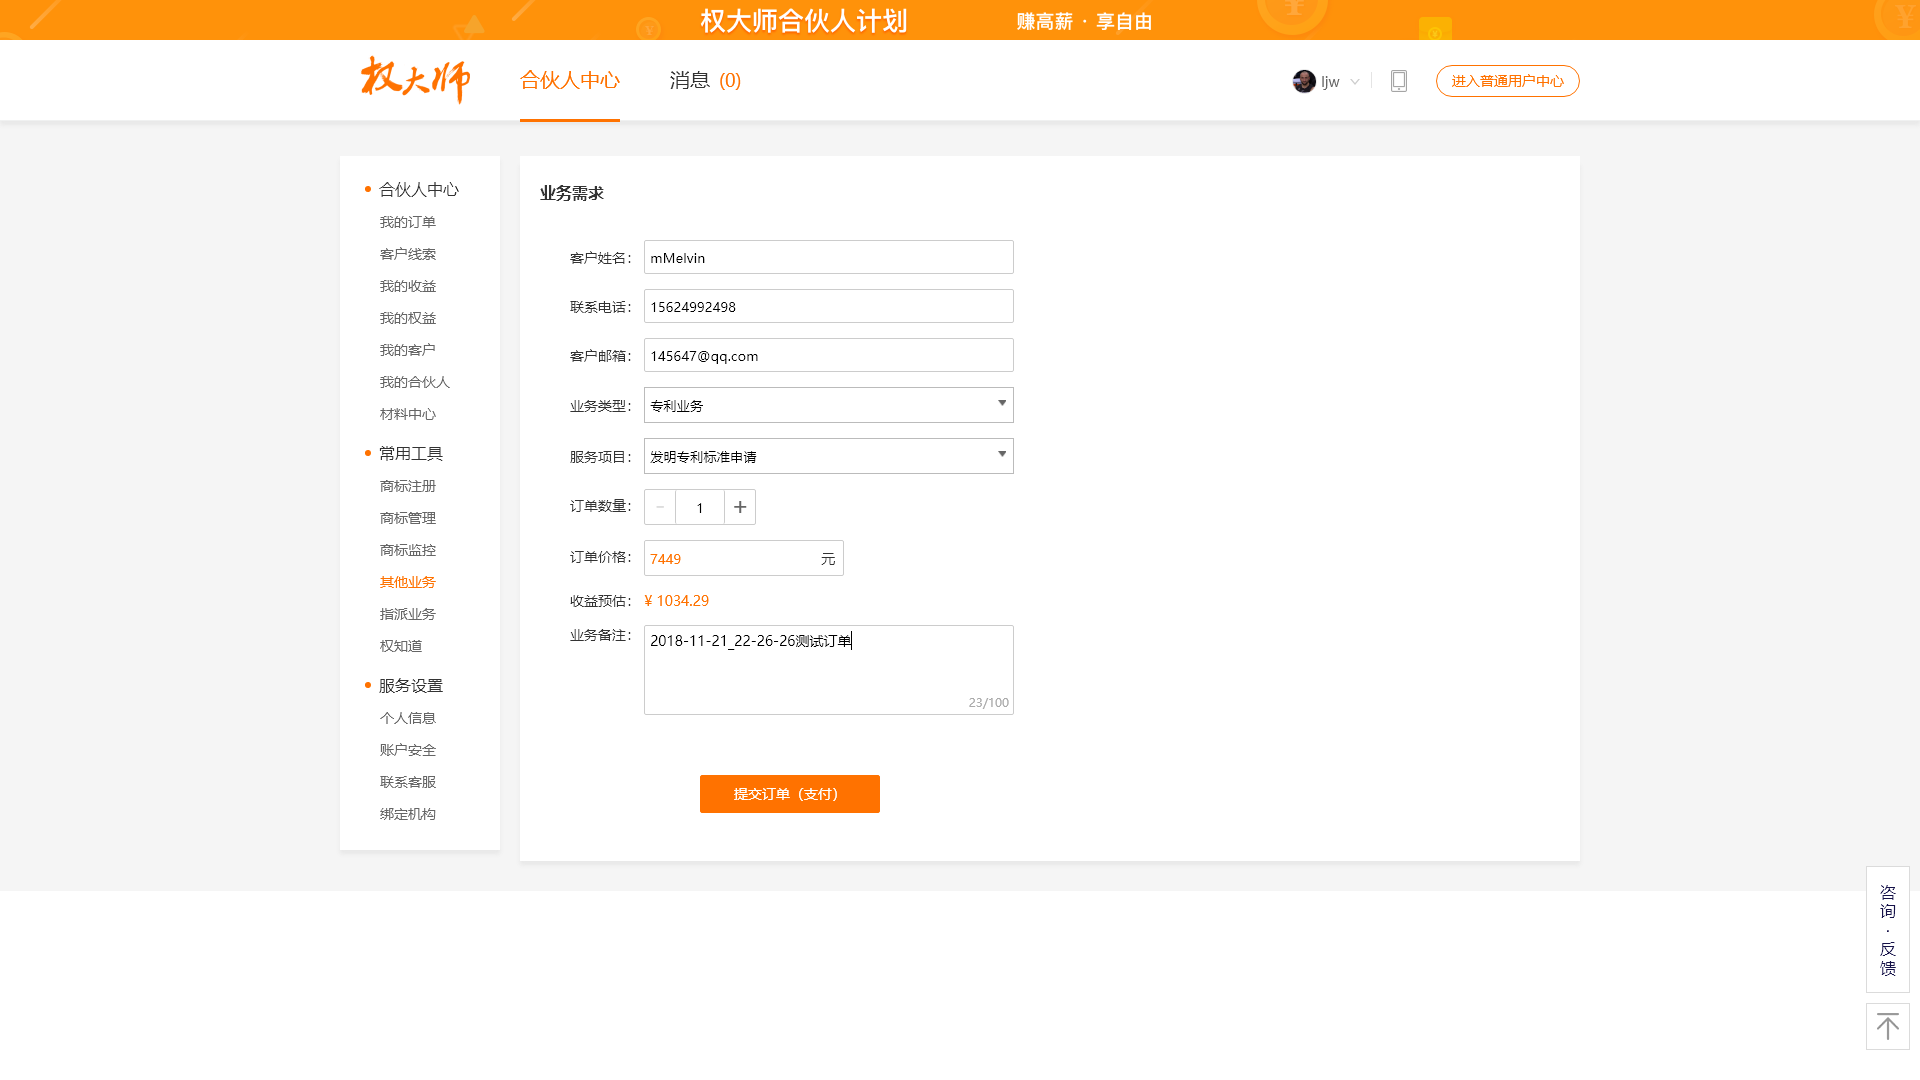 权大师合伙人计划 赚高薪 · 享自由
权大师 合伙人中心 消息 (0) ljw 进入普通用户中心
合伙人中心
我的订单
客户线索
我的收益
我的权益
我的客户
我的合伙人
材料中心
常用工具
商标注册
商标管理
商标监控
其他业务
指派业务
权知道
服务设置
个人信息
账户安全
联系客服
绑定机构
业务需求
客户姓名: mMelvin
联系电话: 15624992498
客户邮箱: 145647@qq.com
业务类型: 专利业务
服务项目: 发明专利标准申请
订单数量: - 1 +
订单价格: 7449 元
收益预估: ¥ 1034.29
业务备注: 2018-11-21_22-26-26测试订单
23/100
提交订单（支付）
咨
询
·
反
馈